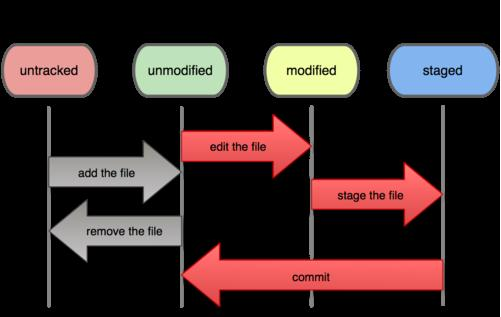 untracked
unmodified
modified
staged
edit the file
add the file
stage the file
remove the file
commit